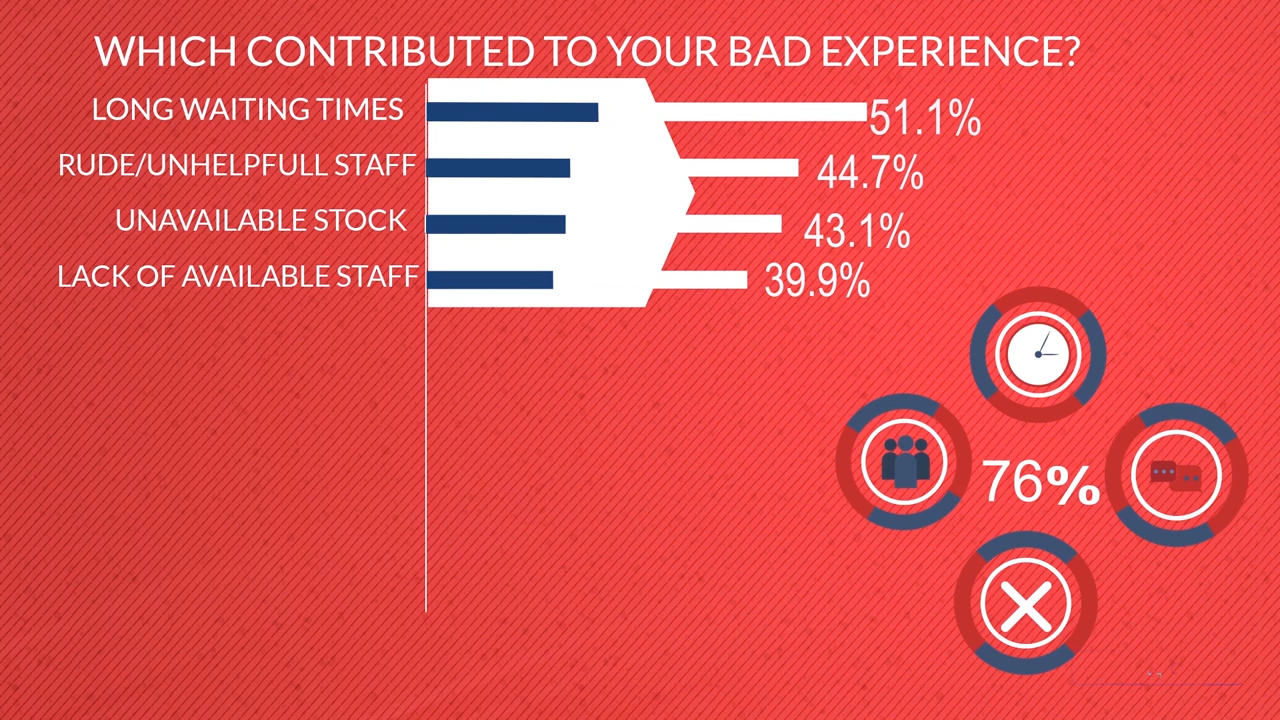 WHICH CONTRIBUTED TO YOUR BAD EXPERIENCE?
LONG WAITING TIMES 51.1%
RUDE/UNHELPFULL STAFF 44.7%
UNAVAILABLE STOCK 43.1%
LACK OF AVAILABLE STAFF 39.9%
76%